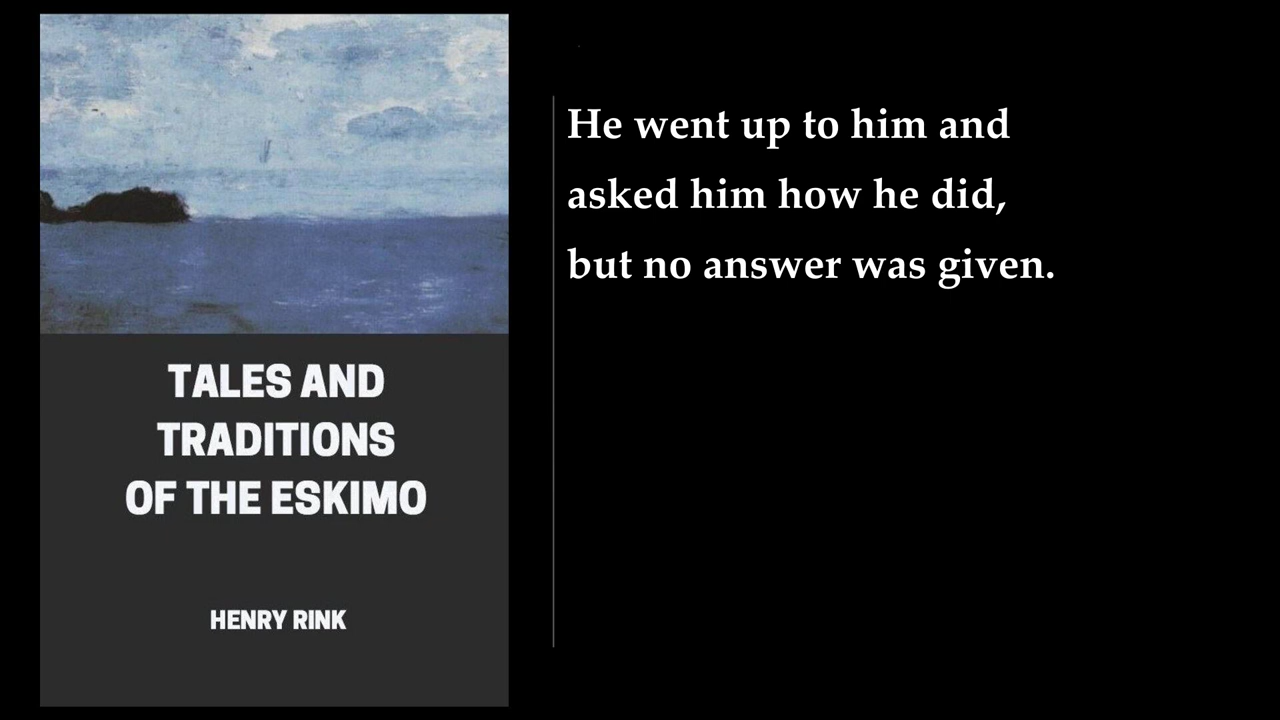 TALES AND
TRADITIONS
OF THE ESKIMO
HENRY RINK
He went up to him and
asked him how he did,
but no answer was given.